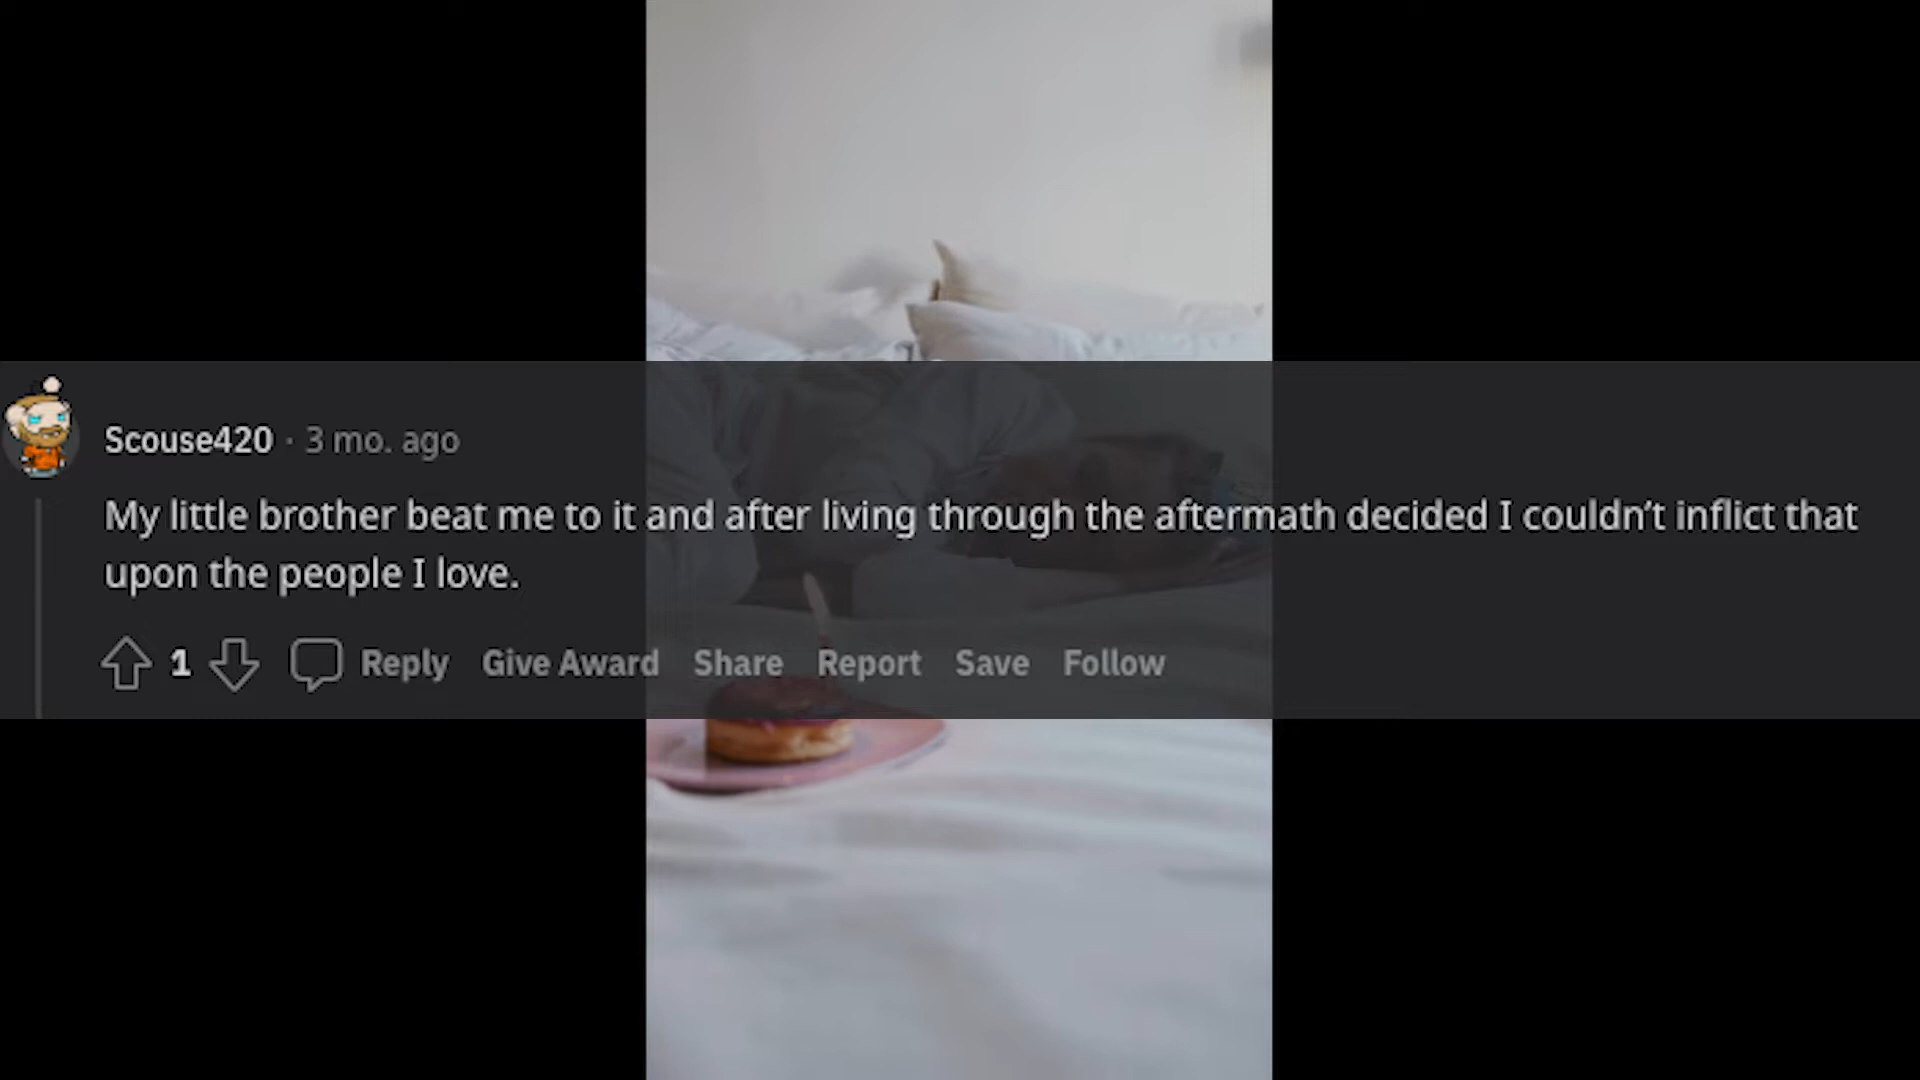 Scouse420 · 3 mo. ago
My little brother beat me to it and after living through the aftermath decided I couldn't inflict that
upon the people I love.
1 Reply Give Award Share Report Save Follow